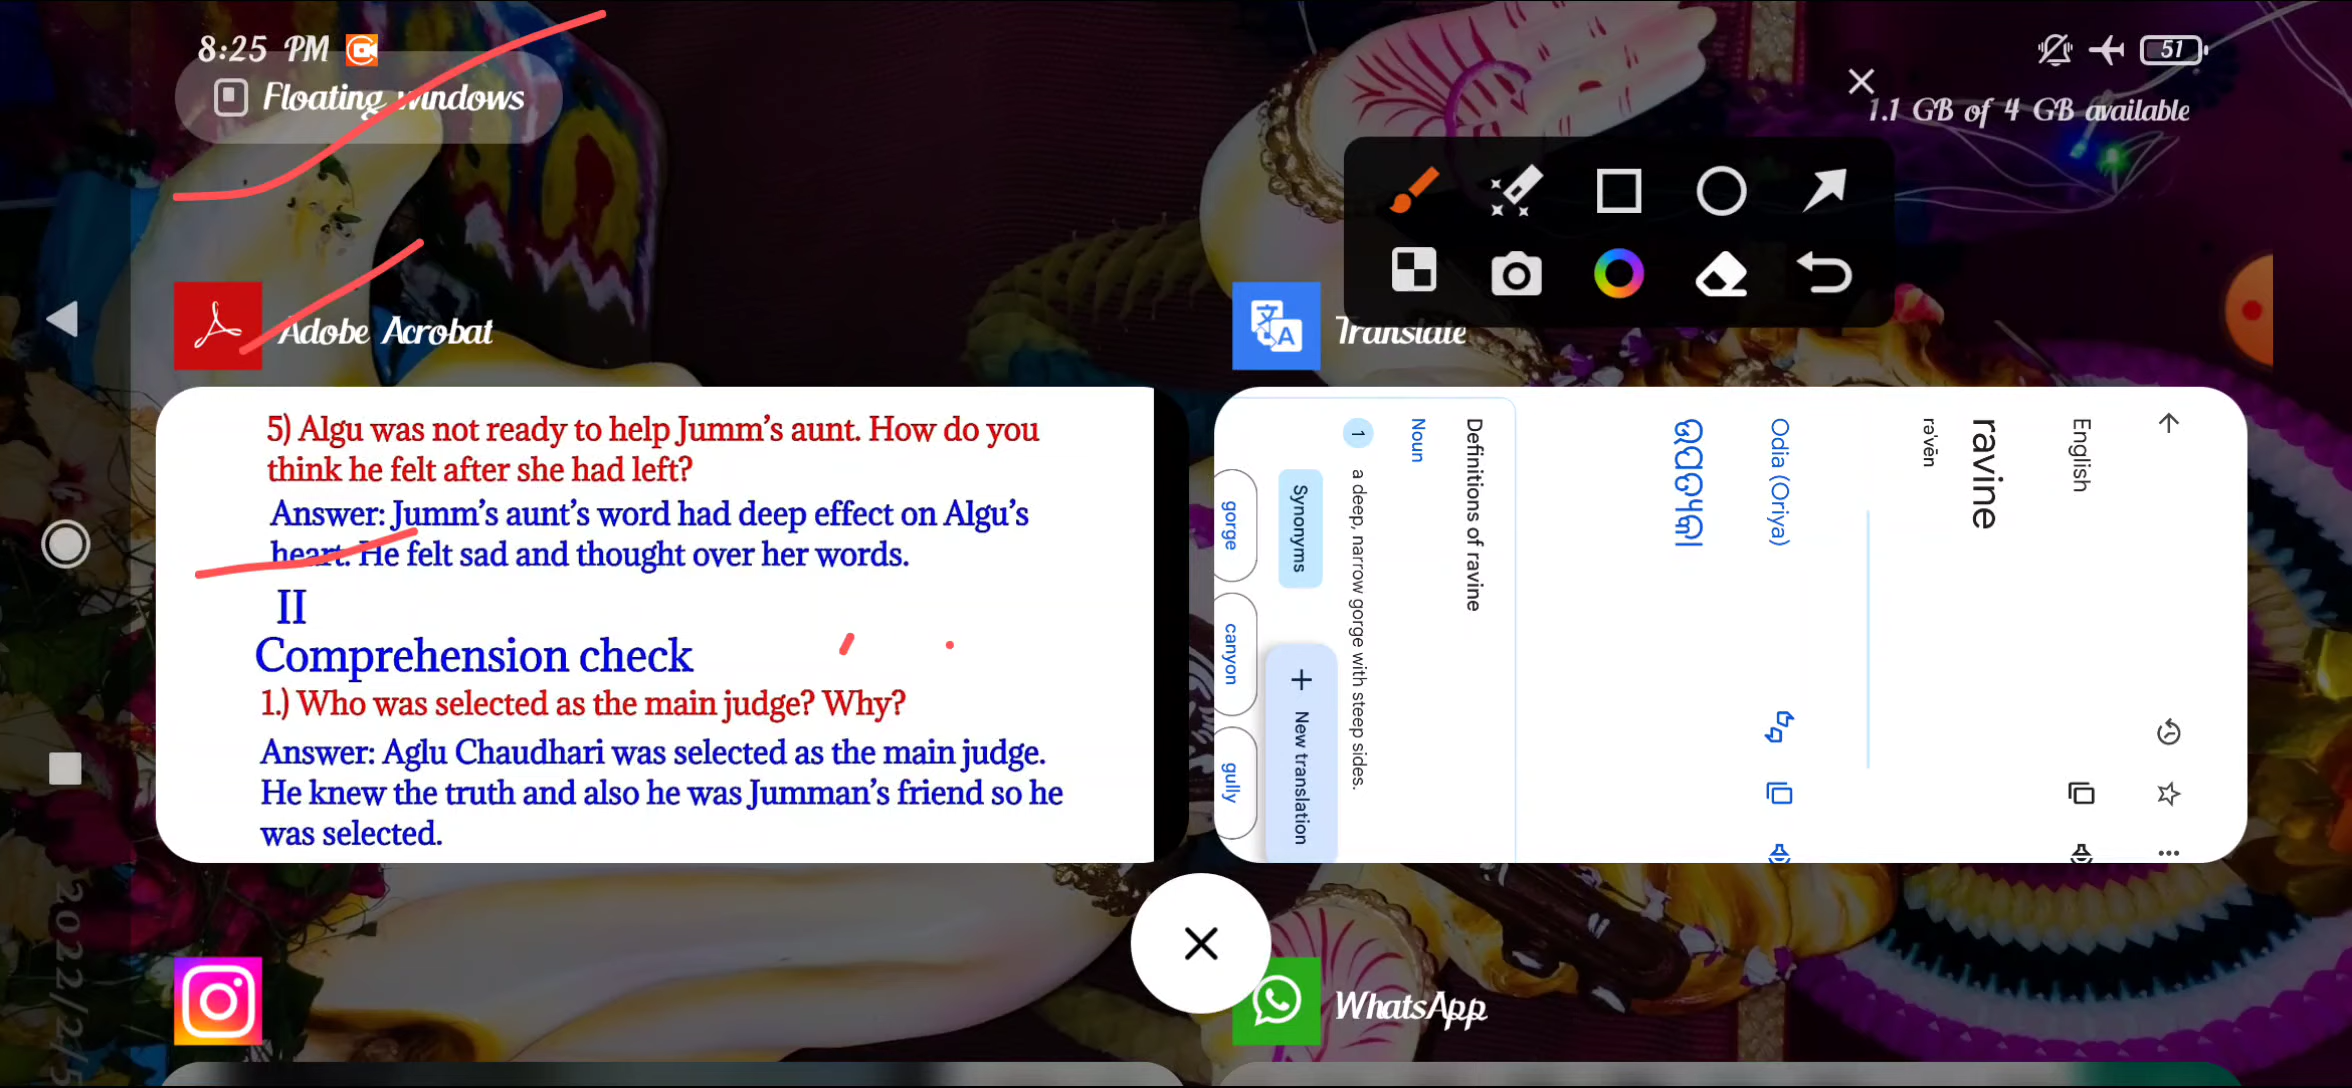 8:25 PM
51
Floating windows
1.1 GB of 4 GB available
Adobe Acrobat
Translate
5) Algu was not ready to help Jumm's aunt. How do you
think he felt after she had left?
Answer: Jumm's aunt's word had deep effect on Algu's
heart. He felt sad and thought over her words.
II
Comprehension check
1.) Who was selected as the main judge? Why?
Answer: Aglu Chaudhari was selected as the main judge.
He knew the truth and also he was Jumman's friend so he
was selected.
English
ravine
rəˈvēn
Odia (Oriya)
Definitions of ravine
Noun
1 a deep, narrow gorge with steep sides.
Synonyms
gorge canyon gully
New translation
WhatsApp
2022/2/5